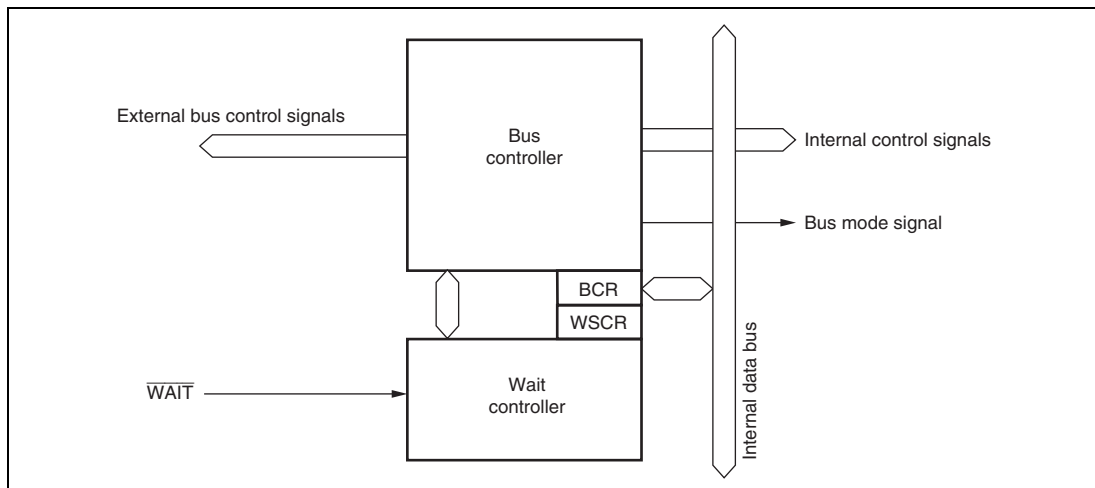 External bus control signals
Bus
controller
Internal control signals
Bus mode signal
BCR
WSCR
WAIT
Wait
controller
Internal data bus